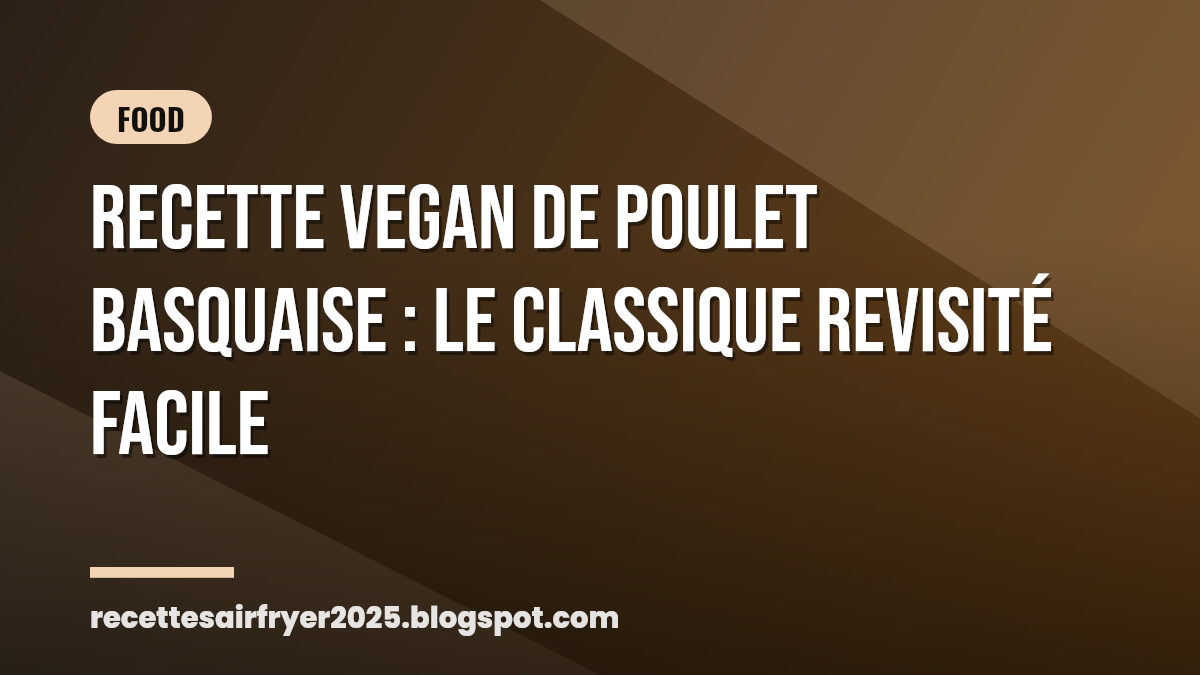 FOOD
RECETTE VEGAN DE POULET
BASQUAISE : LE CLASSIQUE REVISITÉ
FACILE
recettesairfryer2025.blogspot.com